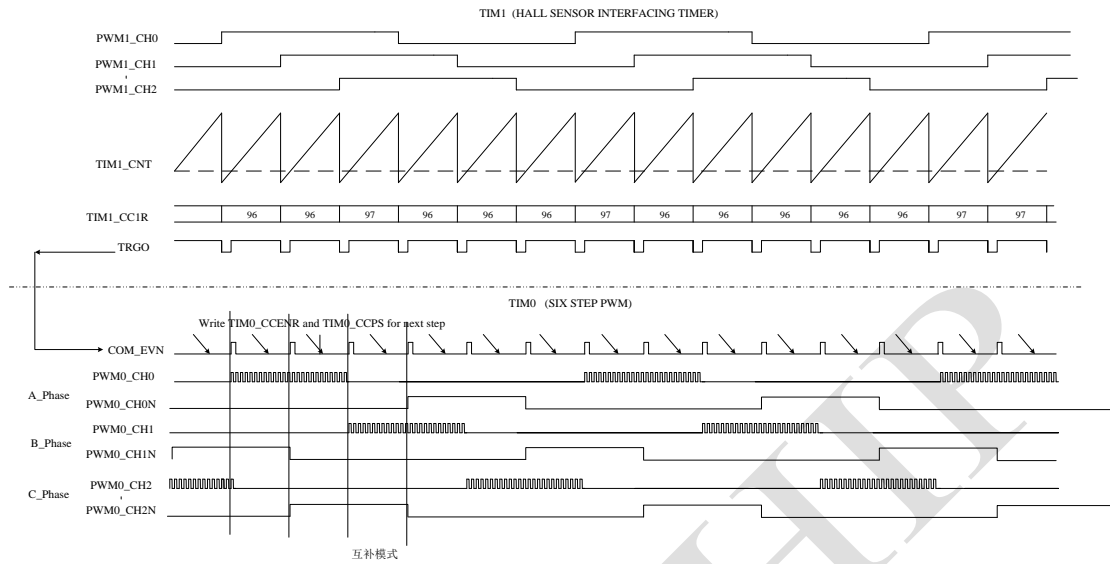 TIM1 (HALL SENSOR INTERFACING TIMER)
PWM1_CH0
PWM1_CH1
PWM1_CH2
TIM1_CNT
TIM1_CC1R 96 96 97 96 96 96 97 96 96 96 96 96 97 97
TRGO
TIM0 (SIX STEP PWM)
Write TIM0_CCENR and TIM0_CCPS for next step
COM_EVN
PWM0_CH0
A_Phase
PWM0_CH0N
PWM0_CH1
B_Phase
PWM0_CH1N
PWM0_CH2
C_Phase
PWM0_CH2N
互补模式
HIP